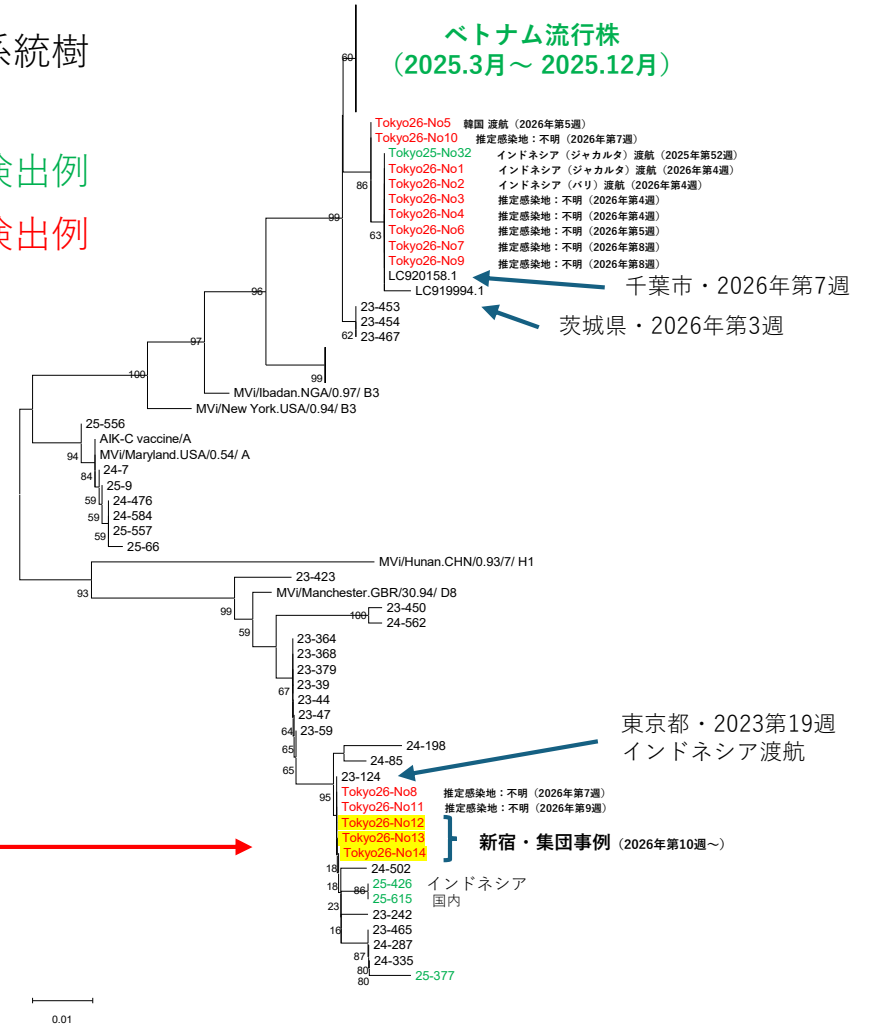 系統樹
ベトナム流行株
（2025.3月～ 2025.12月）
検出例
検出例
60
Tokyo26-No5 韓国 渡航（2026年第5週）
Tokyo26-No10 推定感染地：不明（2026年第7週）
Tokyo25-No32 インドネシア（ジャカルタ）渡航（2025年第52週）
Tokyo26-No1 インドネシア（ジャカルタ）渡航（2026年第4週）
86
Tokyo26-No2 インドネシア（バリ）渡航（2026年第4週）
Tokyo26-No3 推定感染地：不明（2026年第4週）
99
Tokyo26-No4 推定感染地：不明（2026年第4週）
Tokyo26-No6 推定感染地：不明（2026年第5週）
63
Tokyo26-No7 推定感染地：不明（2026年第8週）
Tokyo26-No9 推定感染地：不明（2026年第8週）
LC920158.1
千葉市・2026年第7週
96
LC919994.1
23-453
23-454
茨城県・2026年第3週
62
23-467
97
99
100
MVi/Ibadan.NGA/0.97/ B3
MVi/New York.USA/0.94/ B3
25-556
AIK-C vaccine/A
94
MVi/Maryland.USA/0.54/ A
84
24-7
25-9
59
24-476
59
24-584
59
25-557
25-66
MVi/Hunan.CHN/0.93/7/ H1
93
23-423
MVi/Manchester.GBR/30.94/ D8
99
23-450
100
59
24-562
23-364
23-368
23-379
67
23-39
23-44
23-47
64
23-59
東京都・2023第19週
インドネシア渡航
65
24-198
65
24-85
23-124
95
Tokyo26-No8 推定感染地：不明（2026年第7週）
Tokyo26-No11 推定感染地：不明（2026年第9週）
Tokyo26-No12
Tokyo26-No13
新宿・集団事例（2026年第10週～）
Tokyo26-No14
18
24-502
18
86
25-426 インドネシア
25-615 国内
23
23-242
16
23-465
24-287
87
24-335
80
80
25-377
0.01